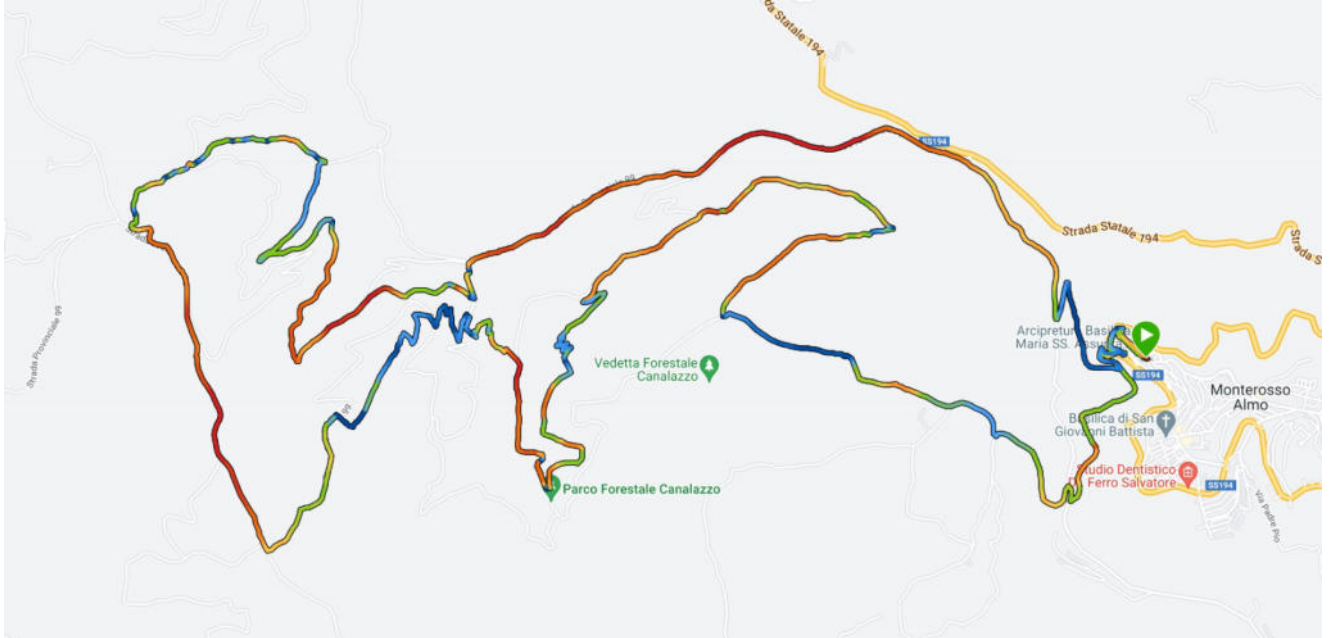 Strada Statale 194
SS194
Strada Statale 194
Strada S
Strada Provinciale 99
99
99
Arcipretura Basilica
Maria SS. Assunta
SS194
Monterosso
Almo
Vedetta Forestale
Canalazzo
Basilica di San
Giovanni Battista
Studio Dentistico
Ferro Salvatore
SS194
Parco Forestale Canalazzo
Via Padre Pio